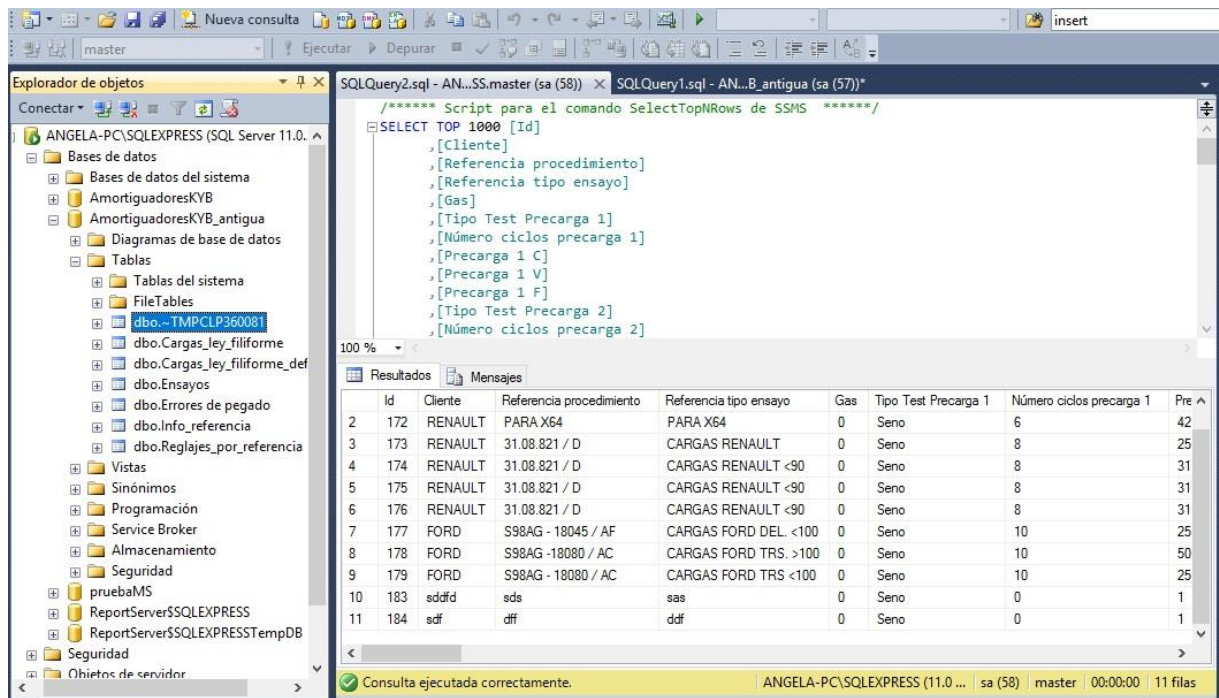 Nueva consulta
insert
master
Ejecutar
Depurar
Explorador de objetos
SQLQuery2.sql - AN...SS.master (sa (58))
SQLQuery1.sql - AN...B_antigua (sa (57))*
Conectar
ANGELA-PC\SQLEXPRESS (SQL Server 11.0.
Bases de datos
Bases de datos del sistema
AmortiguadoresKYB
AmortiguadoresKYB_antigua
Diagramas de base de datos
Tablas
Tablas del sistema
FileTables
dbo.~TMPCLP360081
dbo.Cargas_ley_filiforme
dbo.Cargas_ley_filiforme_def
dbo.Ensayos
dbo.Errores de pegado
dbo.Info_referencia
dbo.Reglajes_por_referencia
Vistas
Sinónimos
Programación
Service Broker
Almacenamiento
Seguridad
pruebaMS
ReportServer$SQLEXPRESS
ReportServer$SQLEXPRESSTempDB
Seguridad
Objetos de servidor
/****** Script para el comando SelectTopNRows de SSMS ******/
SELECT TOP 1000 [Id]
,[Cliente]
,[Referencia procedimiento]
,[Referencia tipo ensayo]
,[Gas]
,[Tipo Test Precarga 1]
,[Número ciclos precarga 1]
,[Precarga 1 C]
,[Precarga 1 V]
,[Precarga 1 F]
,[Tipo Test Precarga 2]
,[Número ciclos precarga 2]
100 %
Resultados Mensajes
Id Cliente Referencia procedimiento Referencia tipo ensayo Gas Tipo Test Precarga 1 Número ciclos precarga 1 Pre
2 172 RENAULT PARA X64 PARA X64 0 Seno 6 42
3 173 RENAULT 31.08.821 / D CARGAS RENAULT 0 Seno 8 25
4 174 RENAULT 31.08.821 / D CARGAS RENAULT <90 0 Seno 8 31
5 175 RENAULT 31.08.821 / D CARGAS RENAULT <90 0 Seno 8 31
6 176 RENAULT 31.08.821 / D CARGAS RENAULT <90 0 Seno 8 31
7 177 FORD S98AG - 18045 / AF CARGAS FORD DEL. <100 0 Seno 10 25
8 178 FORD S98AG -18080 / AC CARGAS FORD TRS. >100 0 Seno 10 50
9 179 FORD S98AG - 18080 / AC CARGAS FORD TRS <100 0 Seno 10 25
10 183 sddfd sds sas 0 Seno 0 1
11 184 sdf dff ddf 0 Seno 0 1
Consulta ejecutada correctamente.
ANGELA-PC\SQLEXPRESS (11.0 ... sa (58) master 00:00:00 11 filas